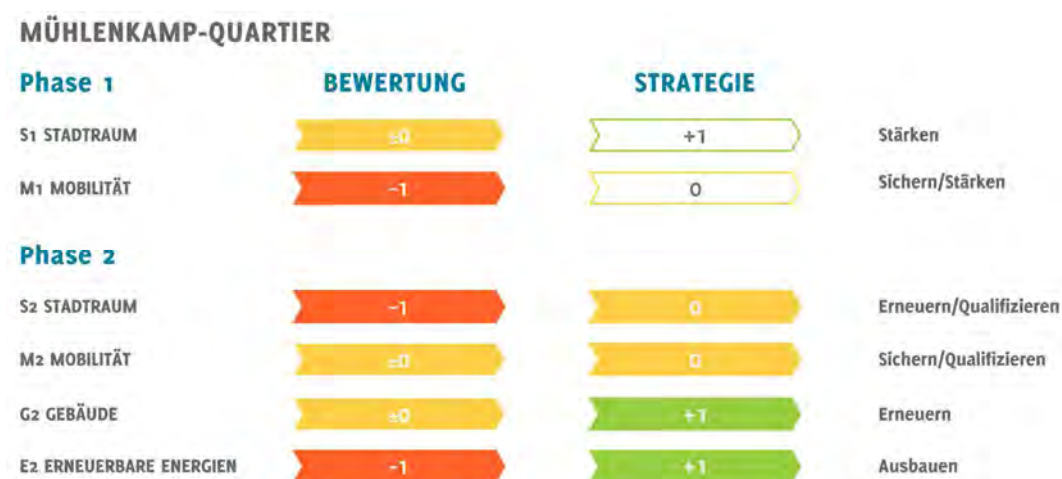 MÜHLENKAMP-QUARTIER
Phase 1 BEWERTUNG STRATEGIE
S1 STADTRAUM ±0 +1 Stärken
M1 MOBILITÄT −1 0 Sichern/Stärken
Phase 2
S2 STADTRAUM −1 0 Erneuern/Qualifizieren
M2 MOBILITÄT ±0 0 Sichern/Qualifizieren
G2 GEBÄUDE ±0 +1 Erneuern
E2 ERNEUERBARE ENERGIEN −1 +1 Ausbauen